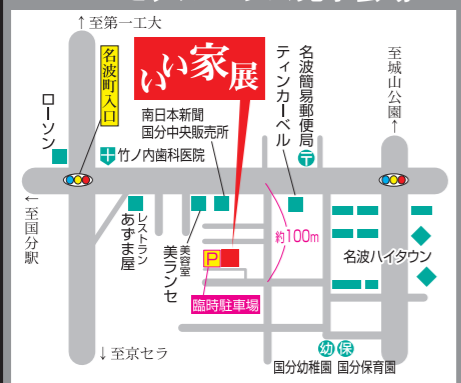 ↑至第一工大
名波町入口
いい家展
ローソン
竹ノ内歯科医院
南日本新聞
国分中央販売所
ティンカーベル
名波簡易郵便局
〒
至城山公園→
←至国分駅
レストラン
あずま屋
美容室
美ランセ
P
臨時駐車場
約100m
名波ハイタウン
↓至京セラ
幼 保
国分幼稚園 国分保育園